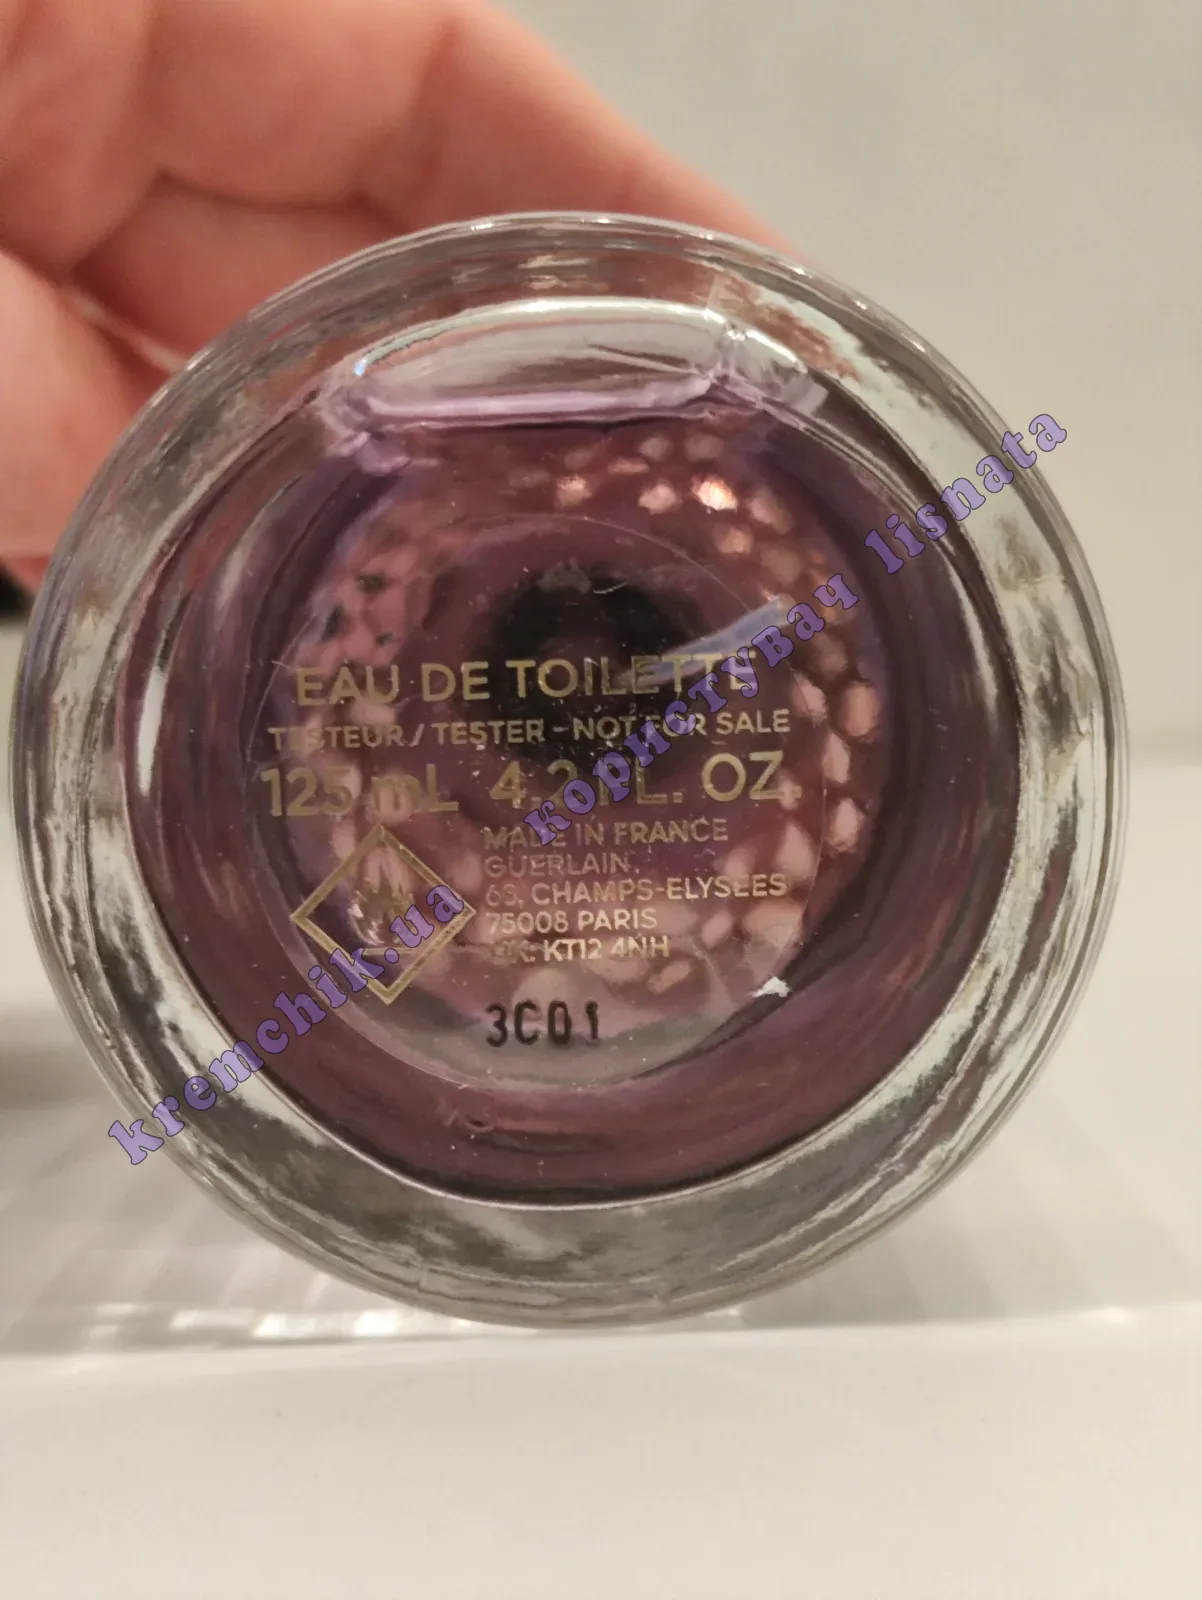 EAU DE TOILETTE
TESTEUR / TESTER - NOT FOR SALE
125 mL 4.2 FL. OZ.
MADE IN FRANCE
GUERLAIN,
68, CHAMPS-ELYSEES
75008 PARIS
UK: KT12 4NH
3C01
kremchik.ua користувач lisnata